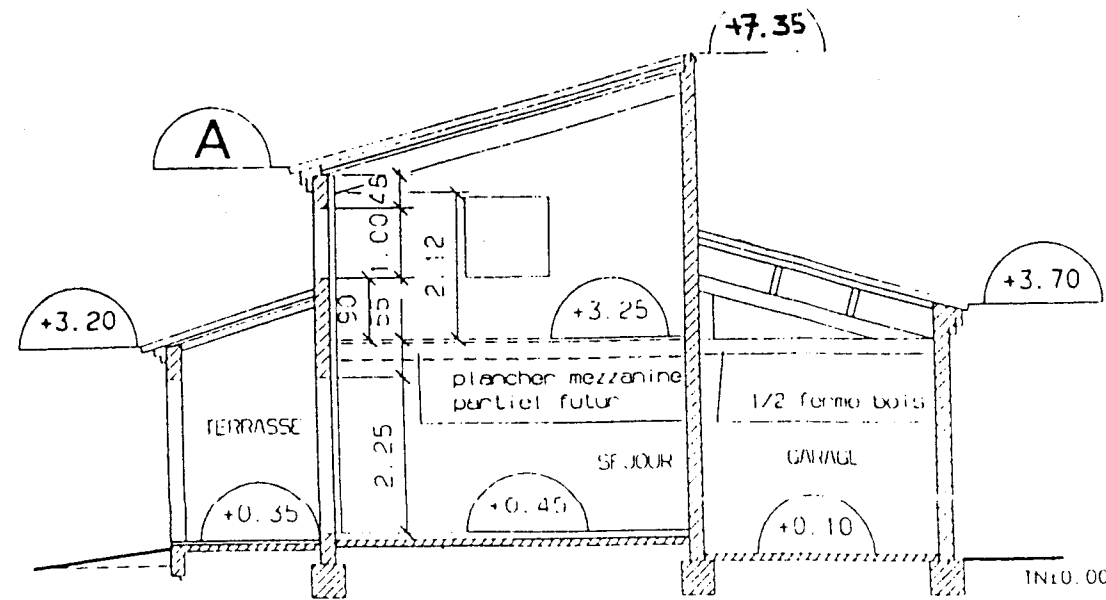 +7.35
A
45
1.00
2.12
+3.20
90
55
+3.25
+3.70
plancher mezzanine
partiel futur
1/2 ferme bois
TERRASSE
2.25
SEJOUR
GARAGE
+0.35
+0.45
+0.10
TN±0.00